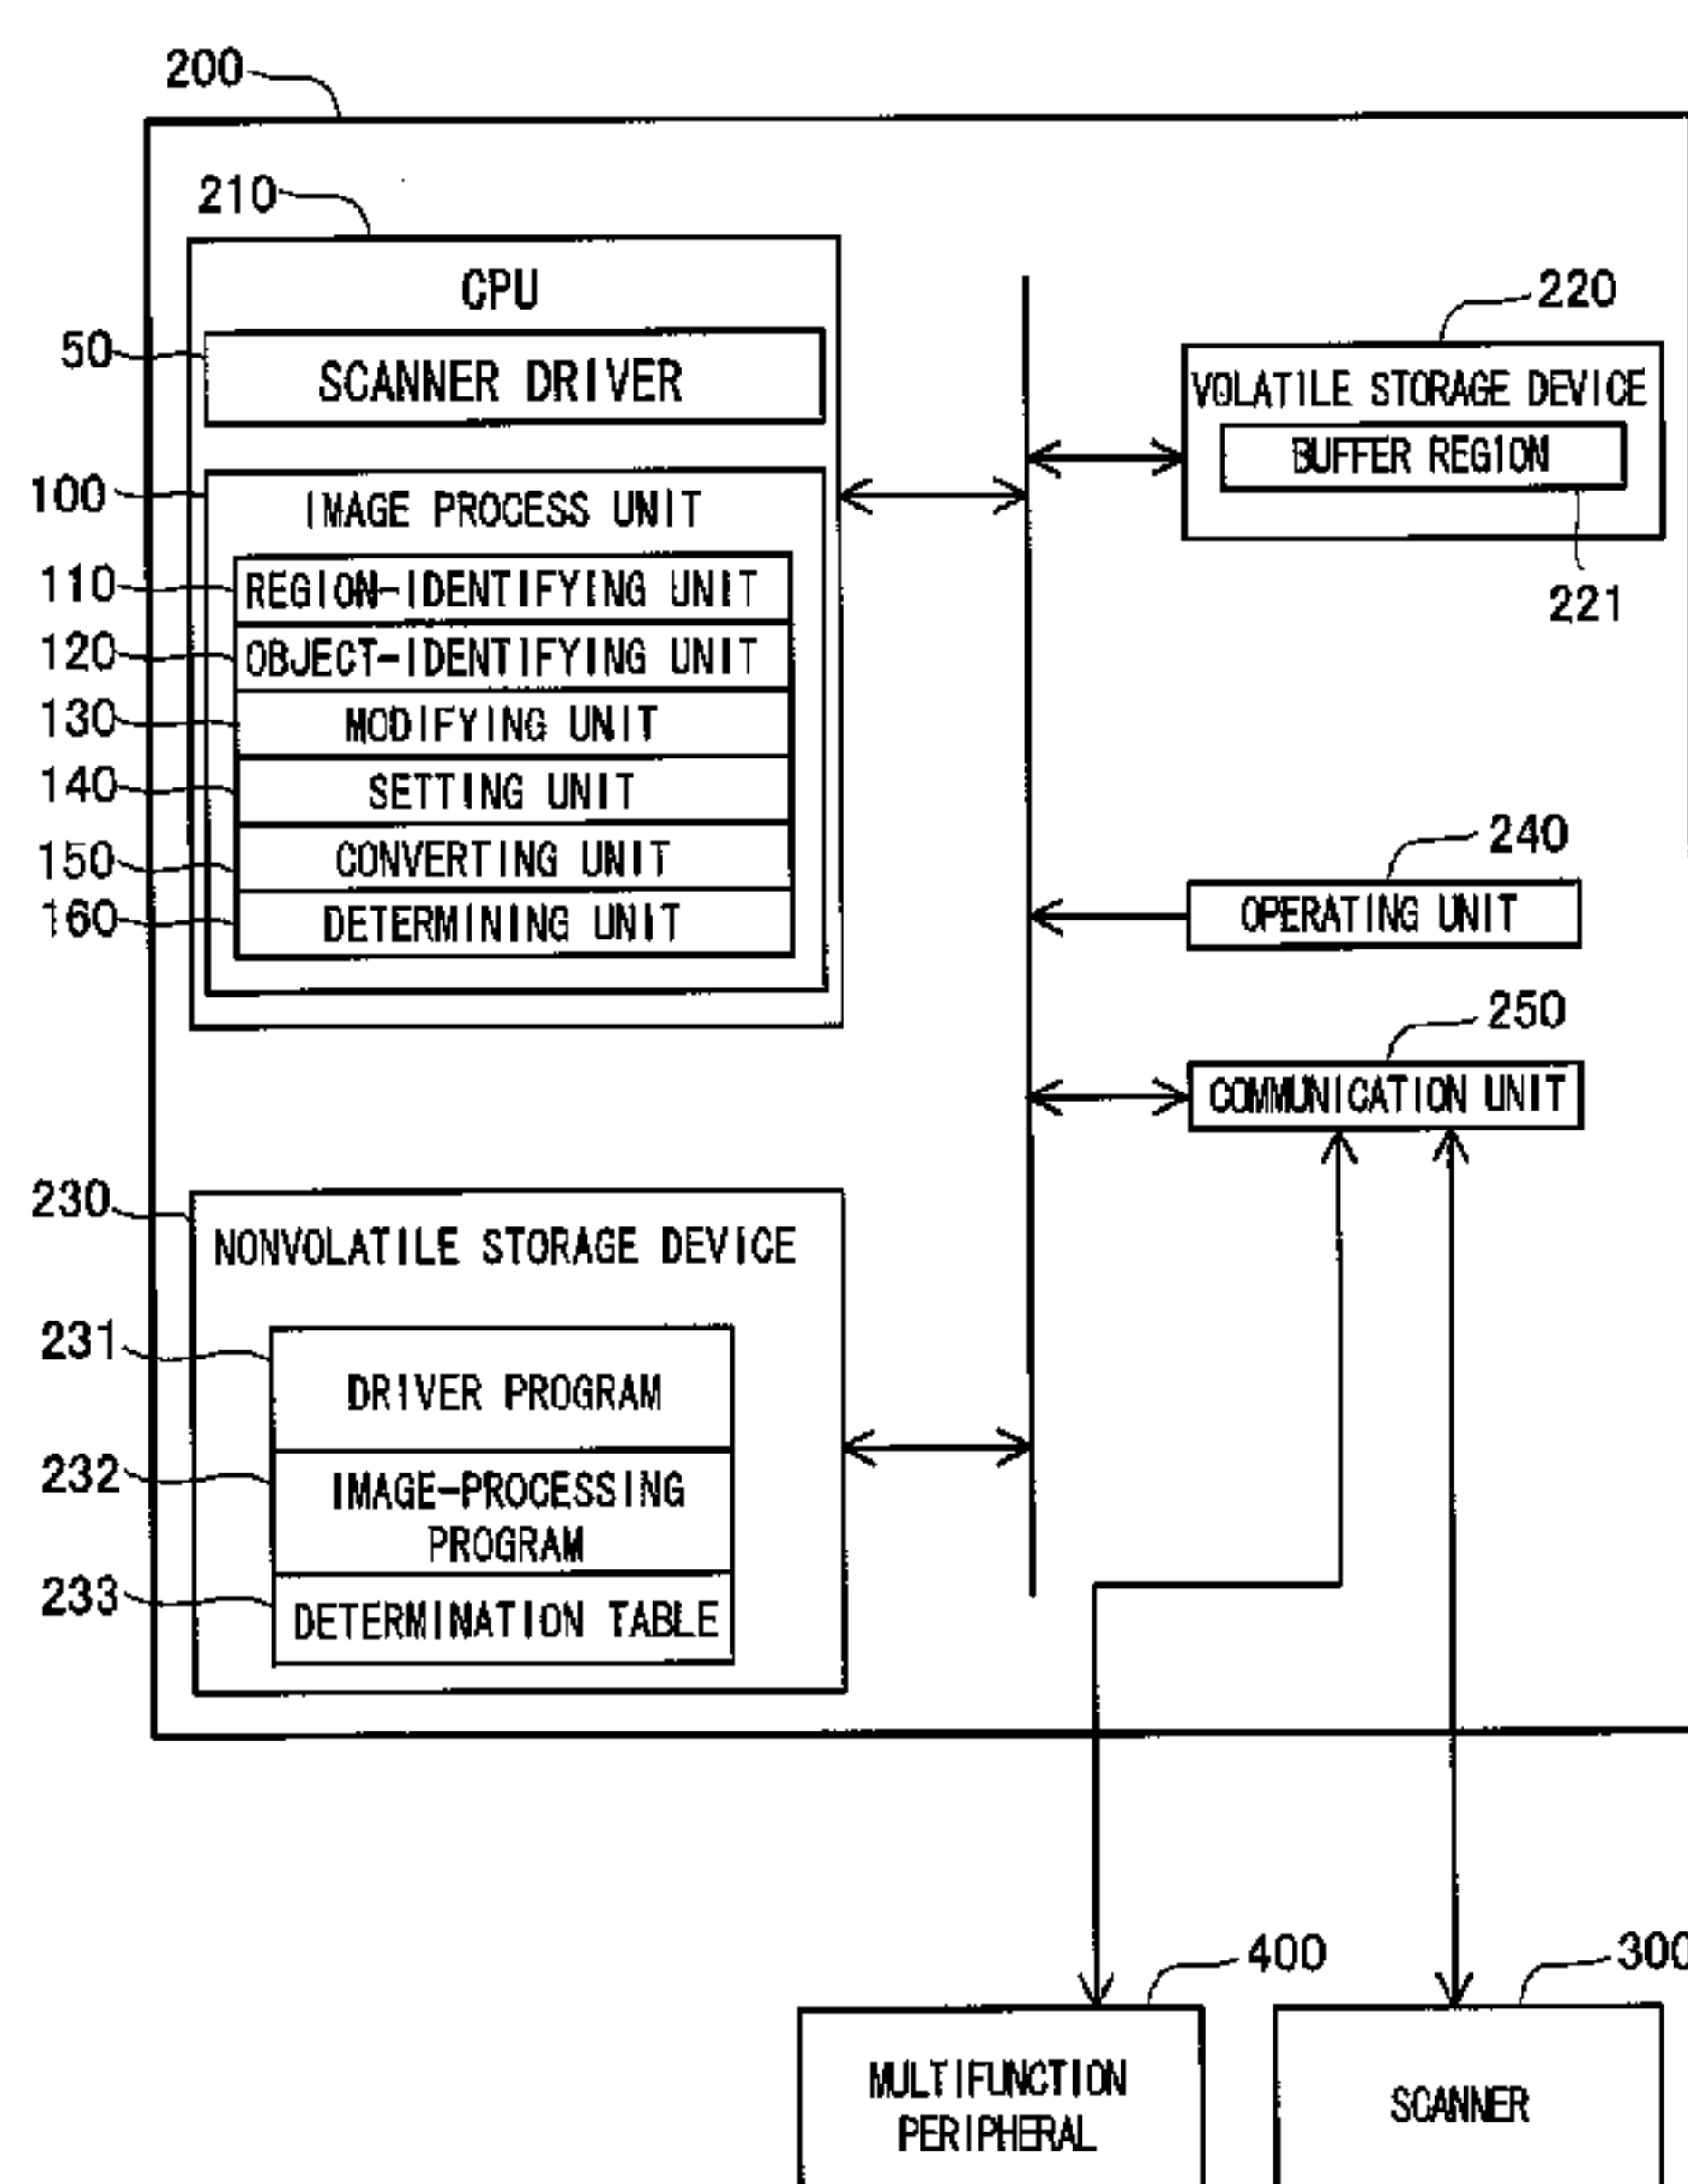 200
210
CPU
50
SCANNER DRIVER
100
IMAGE PROCESS UNIT
110
REGION-IDENTIFYING UNIT
120
OBJECT-IDENTIFYING UNIT
130
MODIFYING UNIT
140
SETTING UNIT
150
CONVERTING UNIT
160
DETERMINING UNIT
220
VOLATILE STORAGE DEVICE
BUFFER REGION
221
240
OPERATING UNIT
250
COMMUNICATION UNIT
230
NONVOLATILE STORAGE DEVICE
231
DRIVER PROGRAM
232
IMAGE-PROCESSING
PROGRAM
233
DETERMINATION TABLE
400
MULTIFUNCTION
PERIPHERAL
300
SCANNER